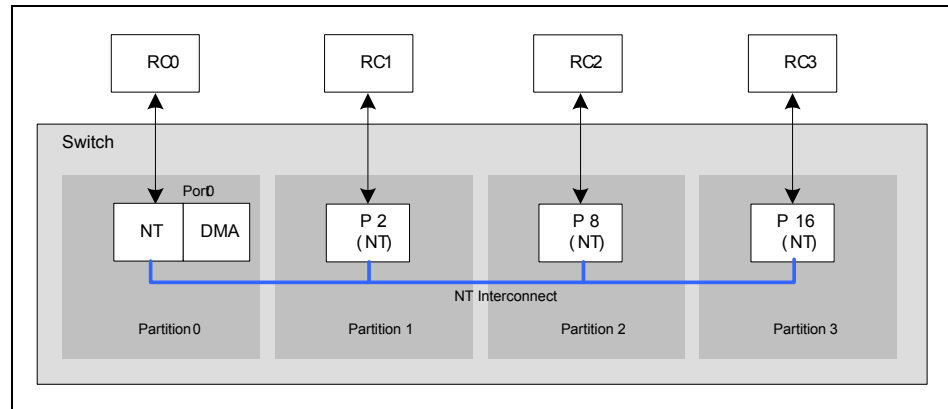 RC0
RC1
RC2
RC3
Switch
Port0
NT
DMA
P 2
(NT)
P 8
(NT)
P 16
(NT)
NT Interconnect
Partition 0
Partition 1
Partition 2
Partition 3